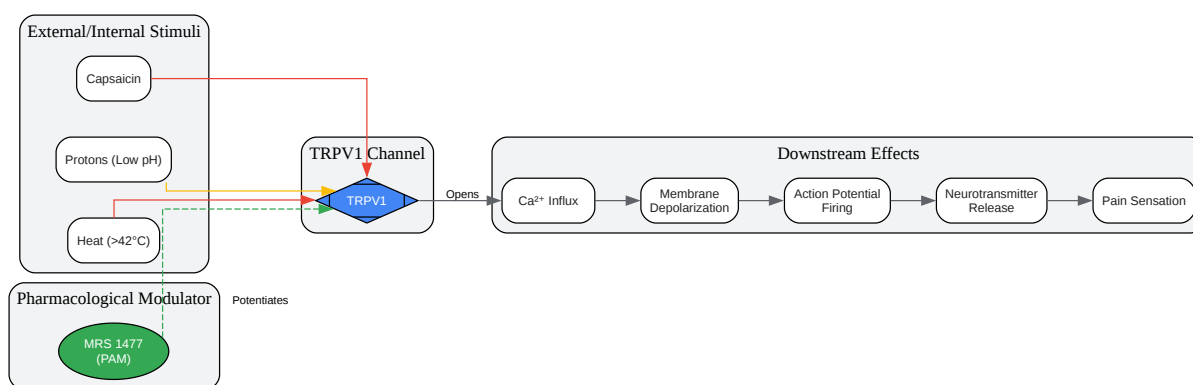 External/Internal Stimuli
Capsaicin
Protons (Low pH)
Heat (>42°C)
Pharmacological Modulator
MRS 1477
(PAM)
Potentiates
TRPV1 Channel
TRPV1
Opens
Downstream Effects
Ca²⁺ Influx
Membrane
Depolarization
Action Potential
Firing
Neurotransmitter
Release
Pain Sensation